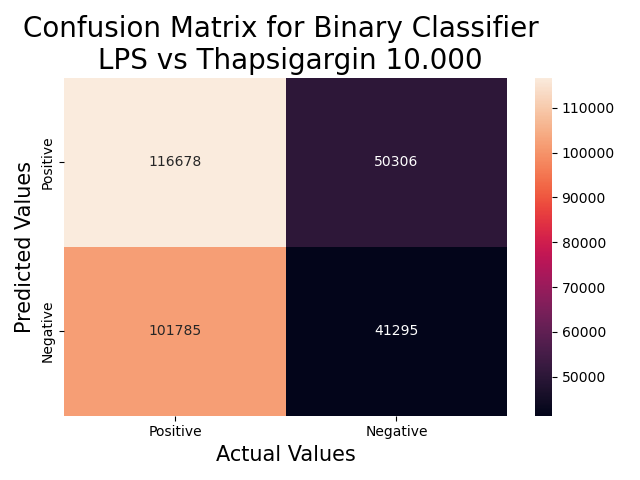 Confusion Matrix for Binary Classifier
LPS vs Thapsigargin 10.000
Predicted Values
Positive
Negative
116678
50306
101785
41295
Positive
Negative
Actual Values
110000
100000
90000
80000
70000
60000
50000